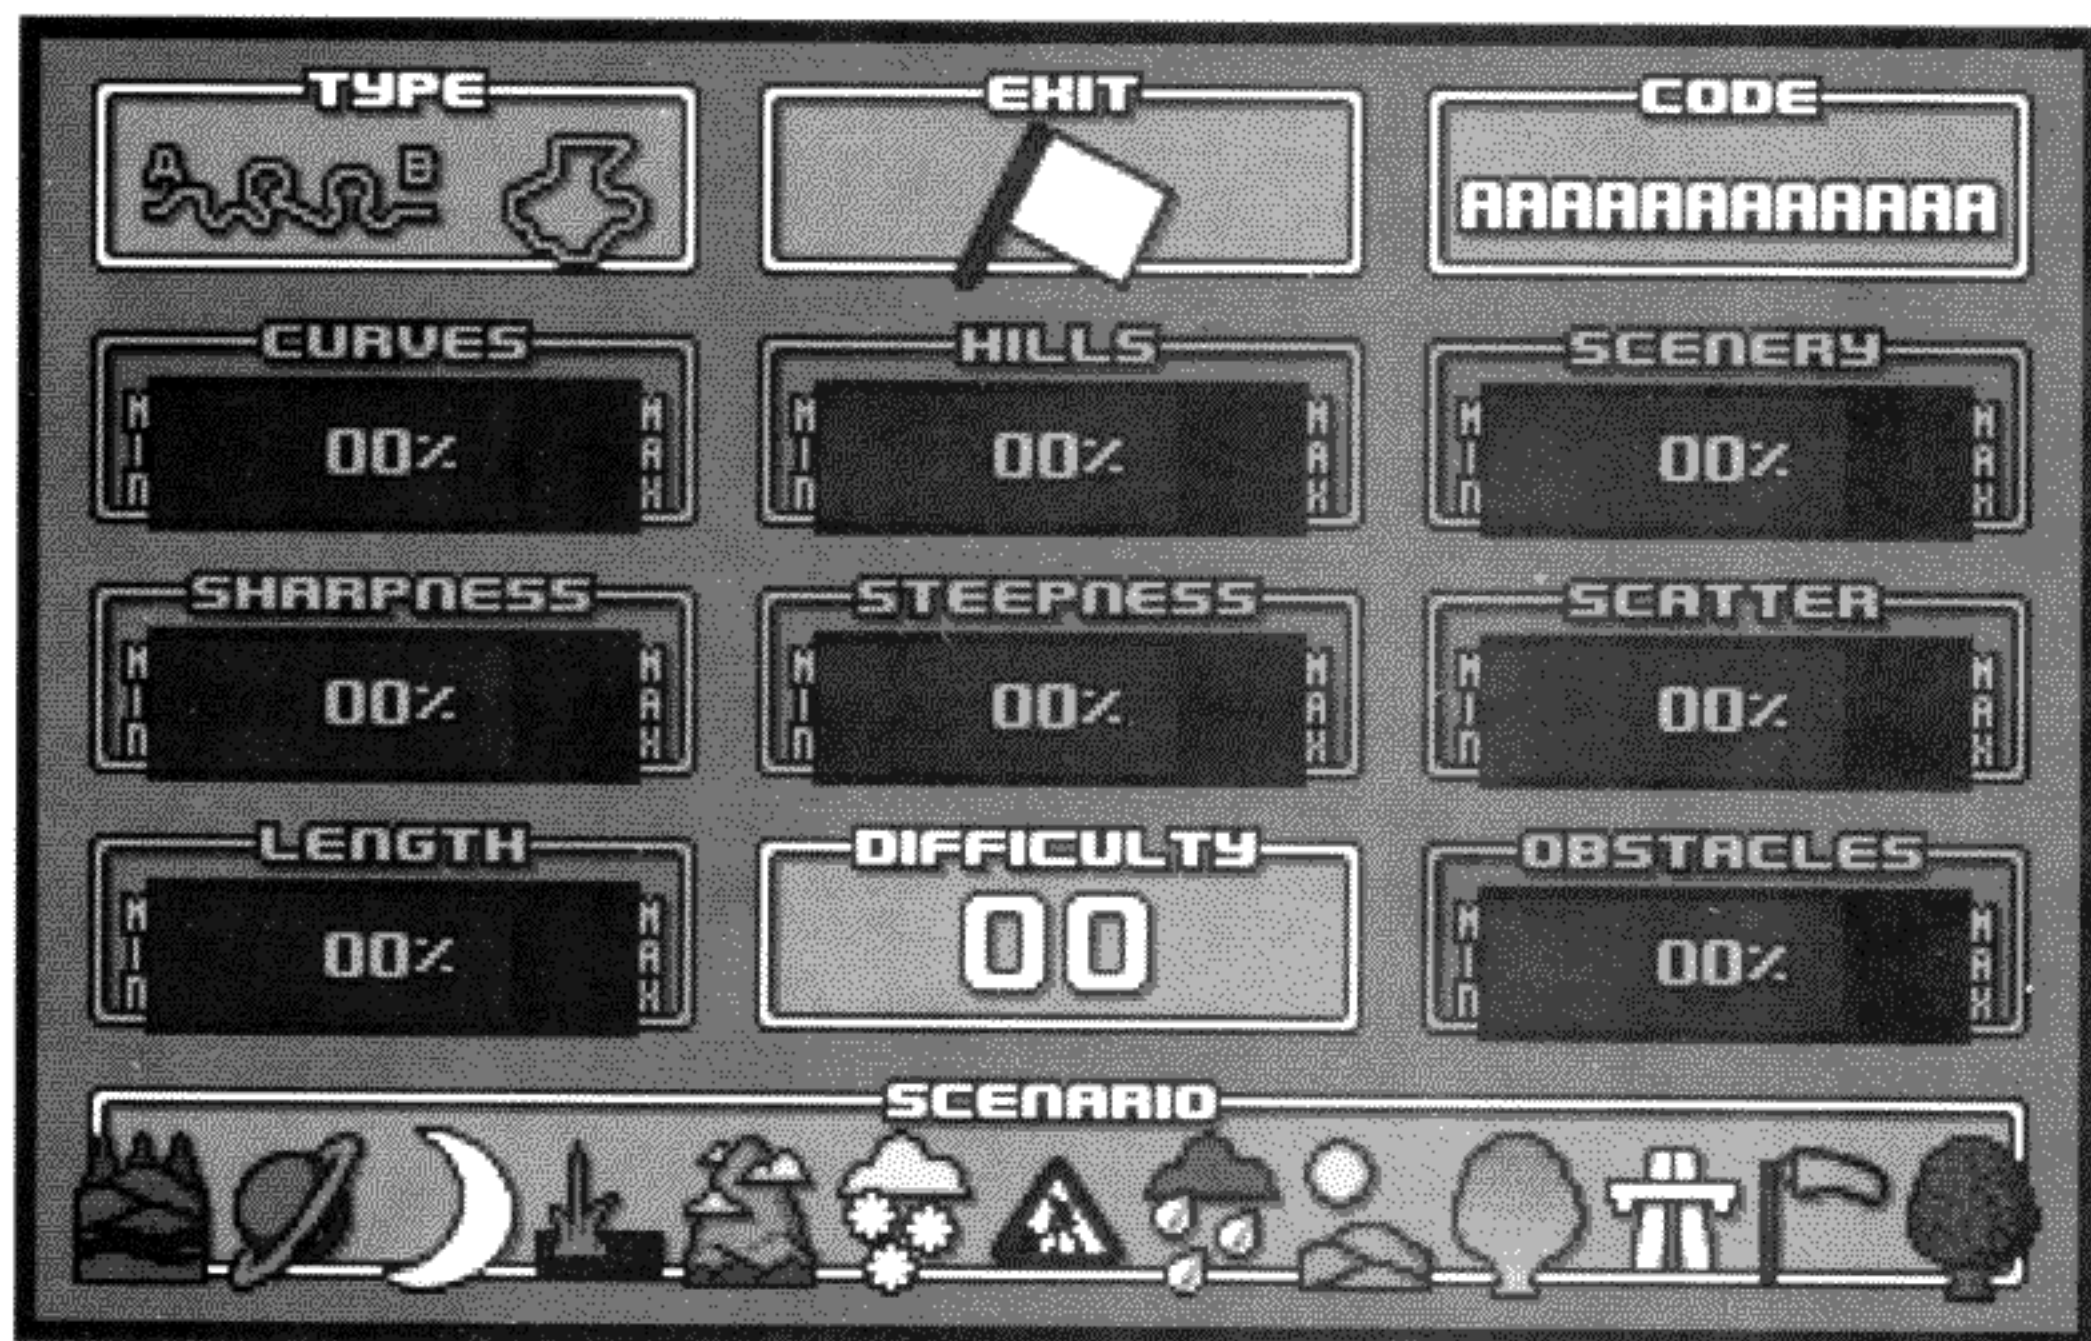 TYPE
A B
EXIT
CODE
AAAAAAAAAAAA
CURVES
MIN 00% MAX
HILLS
MIN 00% MAX
SCENERY
MIN 00% MAX
SHARPNESS
MIN 00% MAX
STEEPNESS
MIN 00% MAX
SCATTER
MIN 00% MAX
LENGTH
MIN 00% MAX
DIFFICULTY
00
OBSTACLES
MIN 00% MAX
SCENARIO